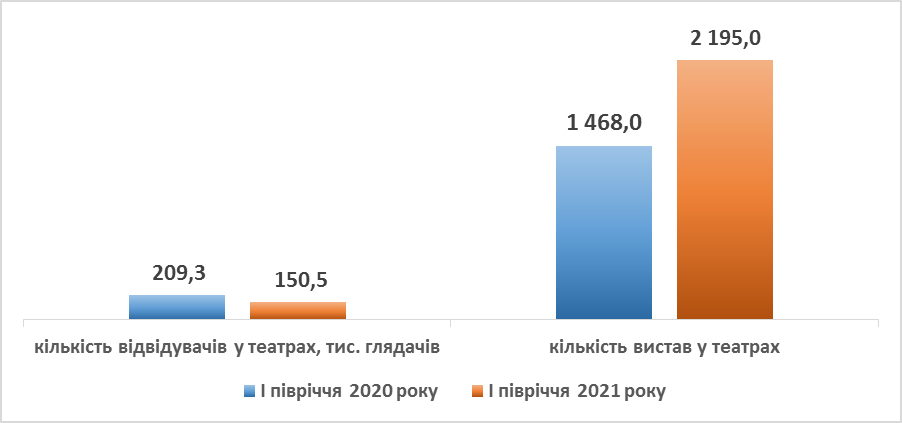 2 195,0
1 468,0
209,3
150,5
кількість відвідувачів у театрах, тис. глядачів
кількість вистав у театрах
І півріччя 2020 року
І півріччя 2021 року